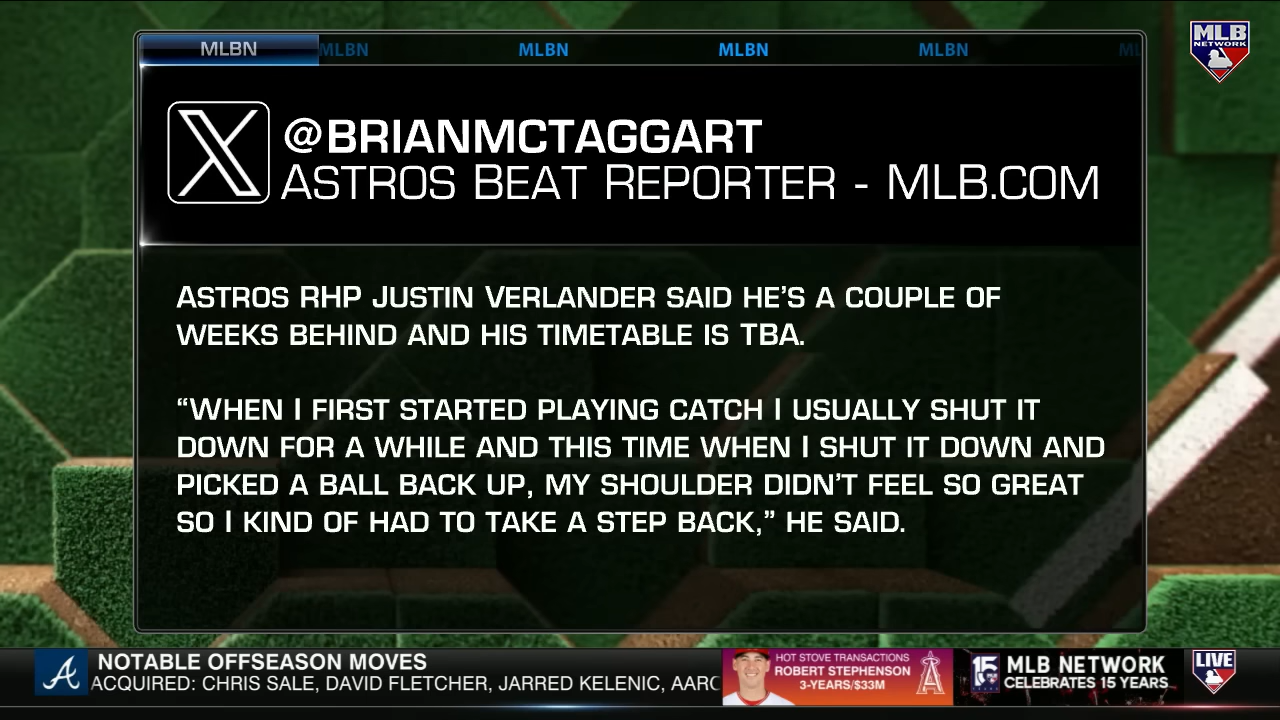 MLBN MLBN MLBN MLBN MLBN
MLB
NETWORK
@BRIANMCTAGGART
ASTROS BEAT REPORTER - MLB.COM
ASTROS RHP JUSTIN VERLANDER SAID HE'S A COUPLE OF
WEEKS BEHIND AND HIS TIMETABLE IS TBA.
“WHEN I FIRST STARTED PLAYING CATCH I USUALLY SHUT IT
DOWN FOR A WHILE AND THIS TIME WHEN I SHUT IT DOWN AND
PICKED A BALL BACK UP, MY SHOULDER DIDN'T FEEL SO GREAT
SO I KIND OF HAD TO TAKE A STEP BACK,” HE SAID.
A
NOTABLE OFFSEASON MOVES
ACQUIRED: CHRIS SALE, DAVID FLETCHER, JARRED KELENIC,
HOT STOVE TRANSACTIONS
ROBERT STEPHENSON
3-YEARS/$33M
A
15
MLB NETWORK
CELEBRATES 15 YEARS
LIVE